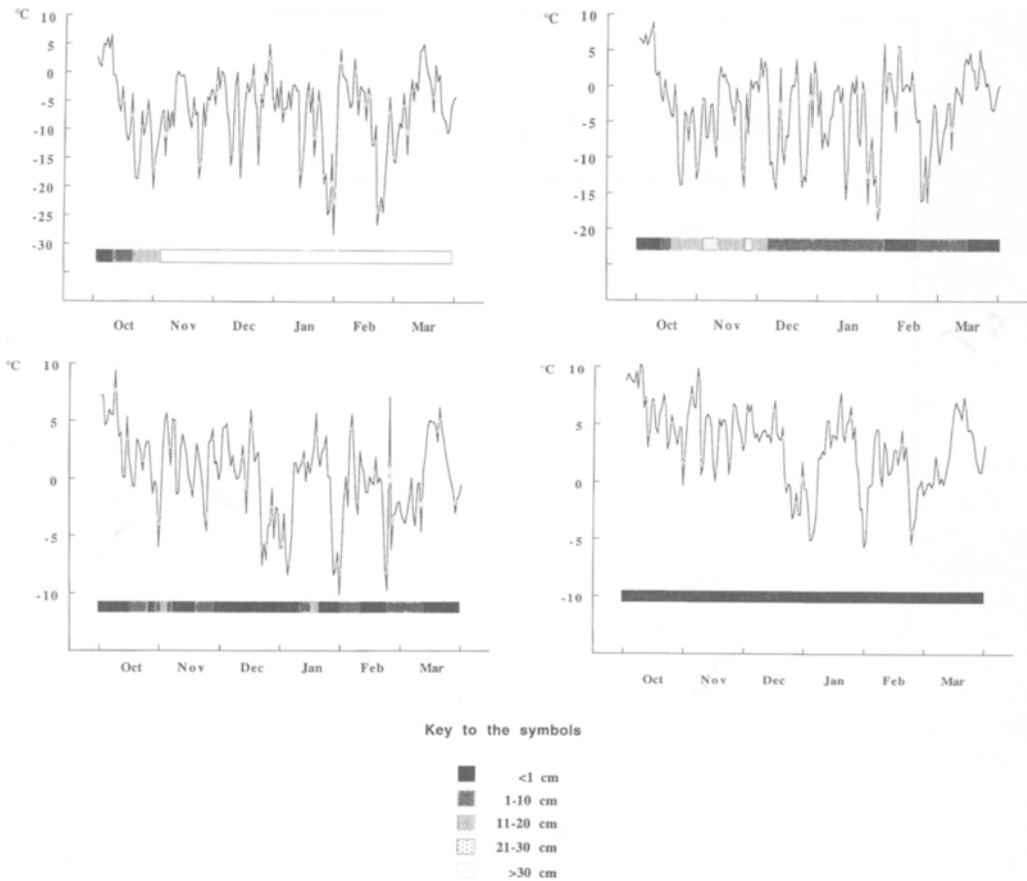 °C
10
5
0
-5
-10
-15
-20
-25
-30
Oct Nov Dec Jan Feb Mar
°C
10
5
0
-5
-10
-15
-20
Oct Nov Dec Jan Feb Mar
°C
10
5
0
-5
-10
Oct Nov Dec Jan Feb Mar
°C
10
5
0
-5
-10
Oct Nov Dec Jan Feb Mar
Key to the symbols
<1 cm
1-10 cm
11-20 cm
21-30 cm
>30 cm